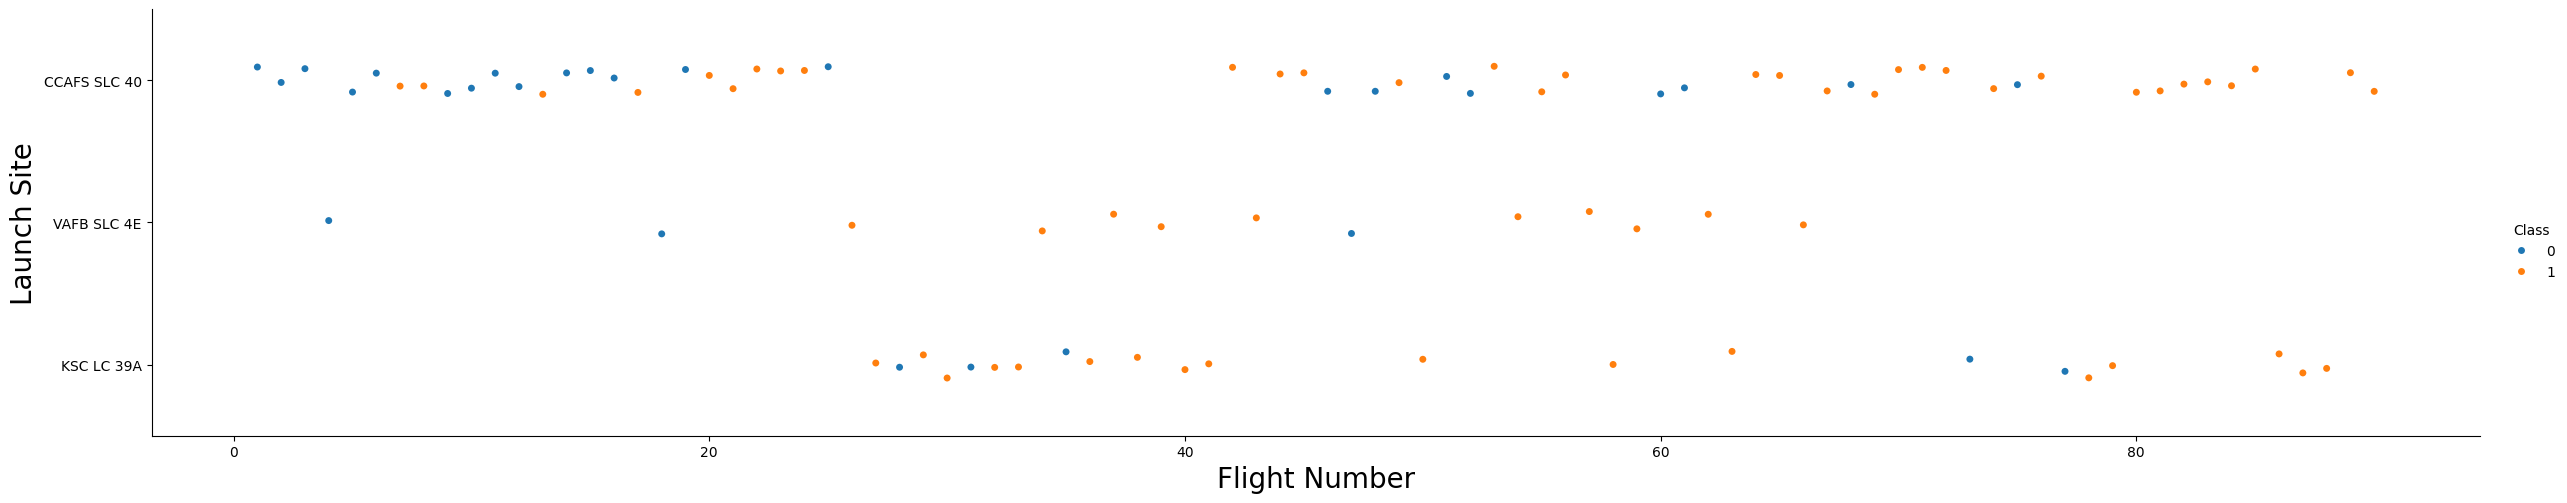 Launch Site
CCAFS SLC 40
VAFB SLC 4E
KSC LC 39A
0 20 40 60 80
Flight Number
Class
0
1